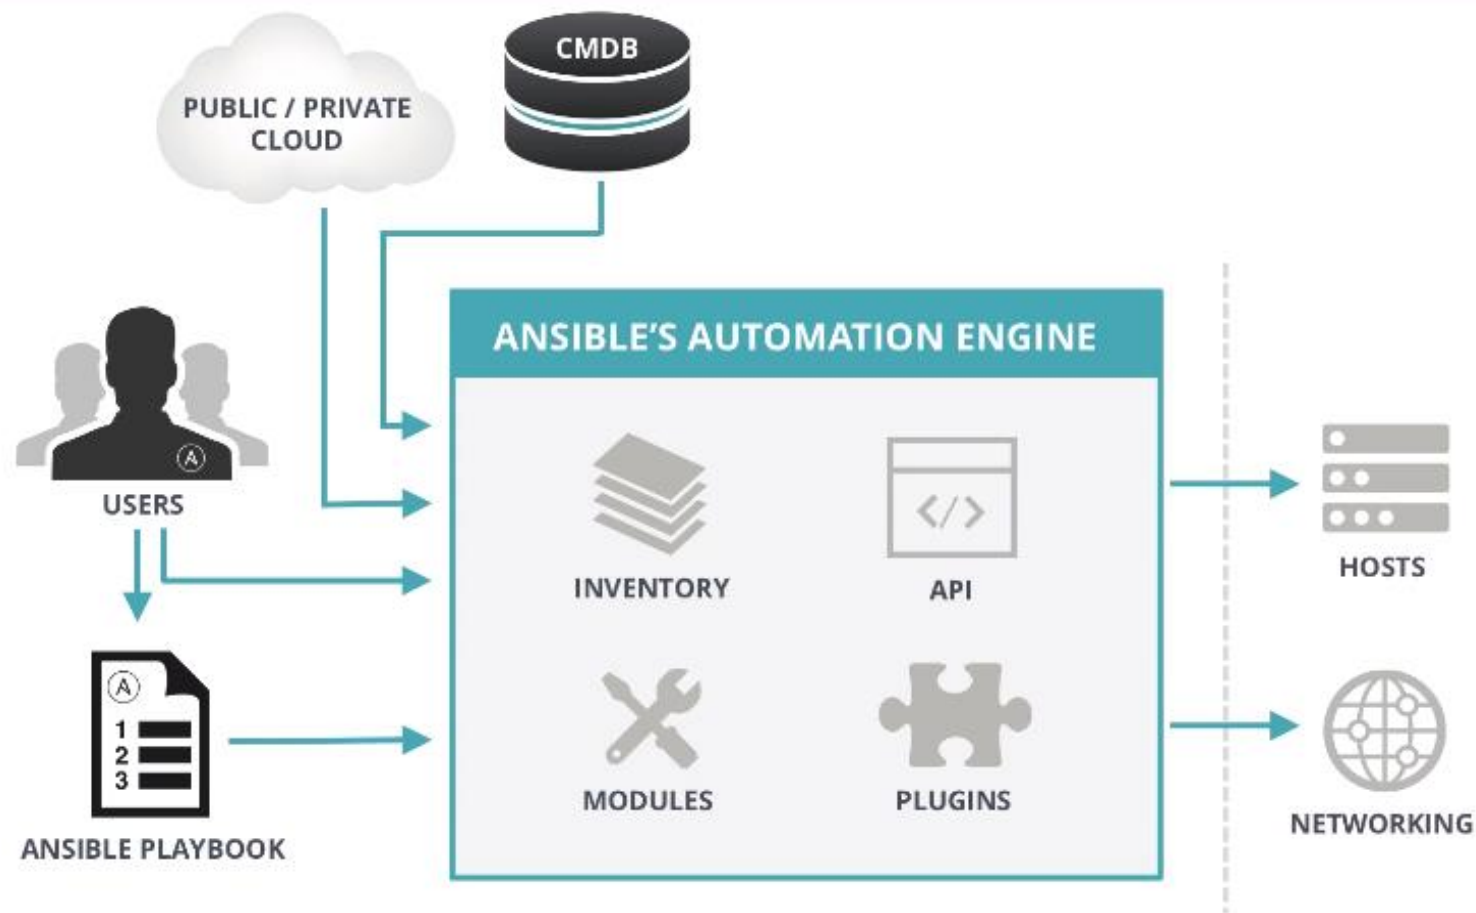 CMDB
PUBLIC / PRIVATE
CLOUD
ANSIBLE’S AUTOMATION ENGINE
A
USERS
</>
HOSTS
INVENTORY
API
A
1
2
3
MODULES
PLUGINS
NETWORKING
ANSIBLE PLAYBOOK